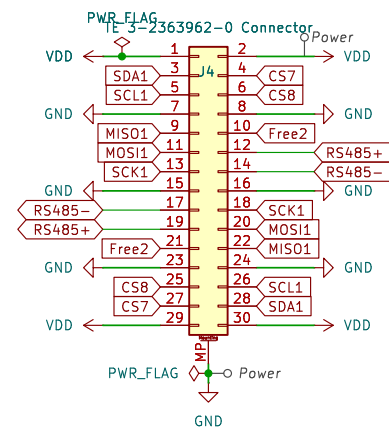 PWR_FLAG
TE 3-2363962-0 Connector
Power
VDD 1 2 VDD
J4
SDA1 3 4 CS7
SCL1 5 6 CS8
GND 7 8 GND
MISO1 9 10 Free2
MOSI1 11 12 RS485+
SCK1 13 14 RS485-
GND 15 16 GND
RS485- 17 18 SCK1
RS485+ 19 20 MOSI1
Free2 21 22 MISO1
GND 23 24 GND
CS8 25 26 SCL1
CS7 27 28 SDA1
VDD 29 30 VDD
MP
PWR_FLAG Power
GND